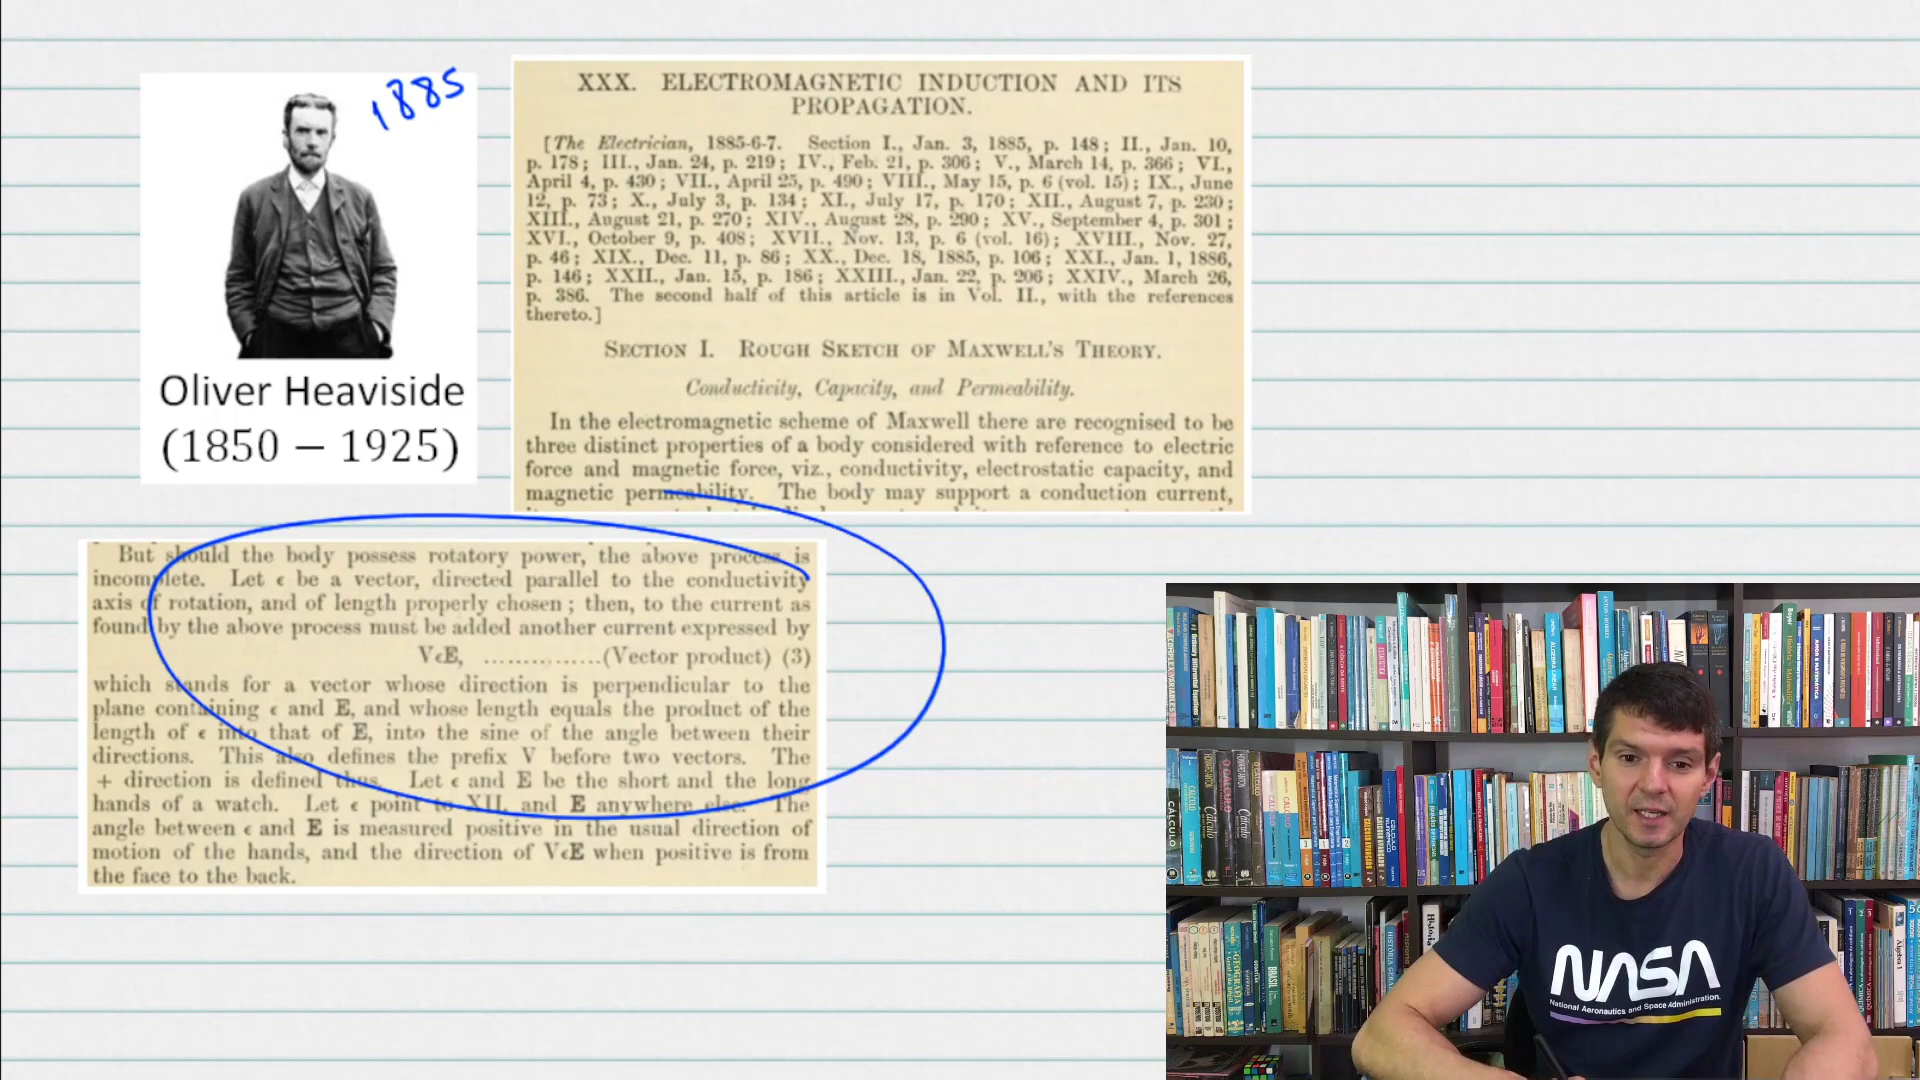 1885
Oliver Heaviside
(1850 − 1925)
XXX. ELECTROMAGNETIC INDUCTION AND ITS
PROPAGATION.
[The Electrician, 1885-6-7. Section I., Jan. 3, 1885, p. 148; II., Jan. 10,
p. 178; III., Jan. 24, p. 219; IV., Feb. 21, p. 306; V., March 14, p. 366; VI.,
April 4, p. 430; VII., April 25, p. 490; VIII., May 15, p. 6 (vol. 15); IX., June
12, p. 73; X., July 3, p. 134; XI., July 17, p. 170; XII., August 7, p. 230;
XIII., August 21, p. 270; XIV., August 28, p. 290; XV., September 4, p. 301;
XVI., October 9, p. 408; XVII., Nov. 13, p. 6 (vol. 16); XVIII., Nov. 27,
p. 46; XIX., Dec. 11, p. 86; XX., Dec. 18, 1885, p. 106; XXI., Jan. 1, 1886,
p. 146; XXII., Jan. 15, p. 186; XXIII., Jan. 22, p. 206; XXIV., March 26,
p. 386. The second half of this article is in Vol. II., with the references
thereto.]
SECTION I. ROUGH SKETCH OF MAXWELL'S THEORY.
Conductivity, Capacity, and Permeability.
In the electromagnetic scheme of Maxwell there are recognised to be
three distinct properties of a body considered with reference to electric
force and magnetic force, viz., conductivity, electrostatic capacity, and
magnetic permeability. The body may support a conduction current,
But should the body possess rotatory power, the above process is
incomplete. Let ϵ be a vector, directed parallel to the conductivity
axis of rotation, and of length properly chosen; then, to the current as
found by the above process must be added another current expressed by
VϵE, ...............(Vector product) (3)
which stands for a vector whose direction is perpendicular to the
plane containing ϵ and E, and whose length equals the product of the
length of ϵ into that of E, into the sine of the angle between their
directions. This also defines the prefix V before two vectors. The
+ direction is defined thus. Let ϵ and E be the short and the long
hands of a watch. Let ϵ point to XII. and E anywhere else. The
angle between ϵ and E is measured positive in the usual direction of
motion of the hands, and the direction of VϵE when positive is from
the face to the back.
NASA
National Aeronautics and Space Administration.